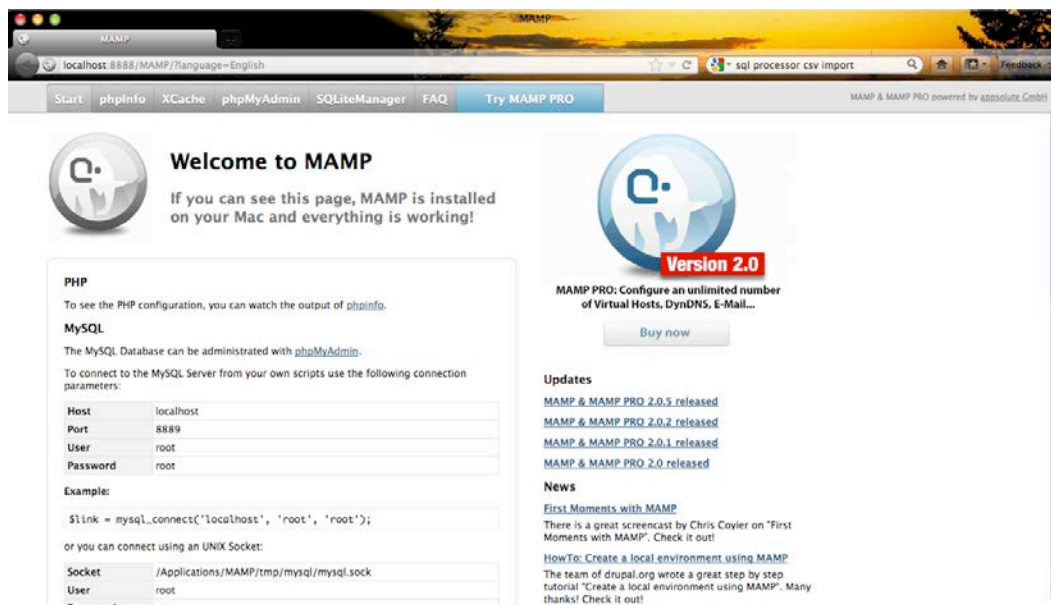 MAMP
MAMP
localhost:8888/MAMP/?language=English
sql processor csv import
Feedback
Start phpInfo XCache phpMyAdmin SQLiteManager FAQ Try MAMP PRO
MAMP & MAMP PRO powered by appsolute GmbH
Welcome to MAMP
If you can see this page, MAMP is installed
on your Mac and everything is working!
PHP
To see the PHP configuration, you can watch the output of phpinfo.
MySQL
The MySQL Database can be administrated with phpMyAdmin.
To connect to the MySQL Server from your own scripts use the following connection
parameters:
Host localhost
Port 8889
User root
Password root
Example:
$link = mysql_connect('localhost', 'root', 'root');
or you can connect using an UNIX Socket:
Socket /Applications/MAMP/tmp/mysql/mysql.sock
User root
Version 2.0
MAMP PRO: Configure an unlimited number
of Virtual Hosts, DynDNS, E-Mail...
Buy now
Updates
MAMP & MAMP PRO 2.0.5 released
MAMP & MAMP PRO 2.0.2 released
MAMP & MAMP PRO 2.0.1 released
MAMP & MAMP PRO 2.0 released
News
First Moments with MAMP
There is a great screencast by Chris Coyier on "First
Moments with MAMP". Check it out!
HowTo: Create a local environment using MAMP
The team of drupal.org wrote a great step by step
tutorial "Create a local environment using MAMP". Many
thanks! Check it out!